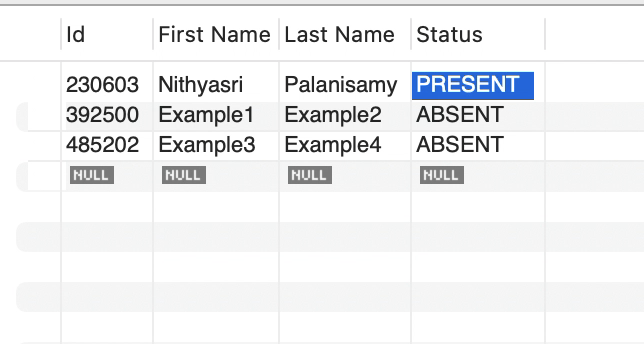 Id First Name Last Name Status
230603 Nithyasri Palanisamy PRESENT
392500 Example1 Example2 ABSENT
485202 Example3 Example4 ABSENT
NULL NULL NULL NULL